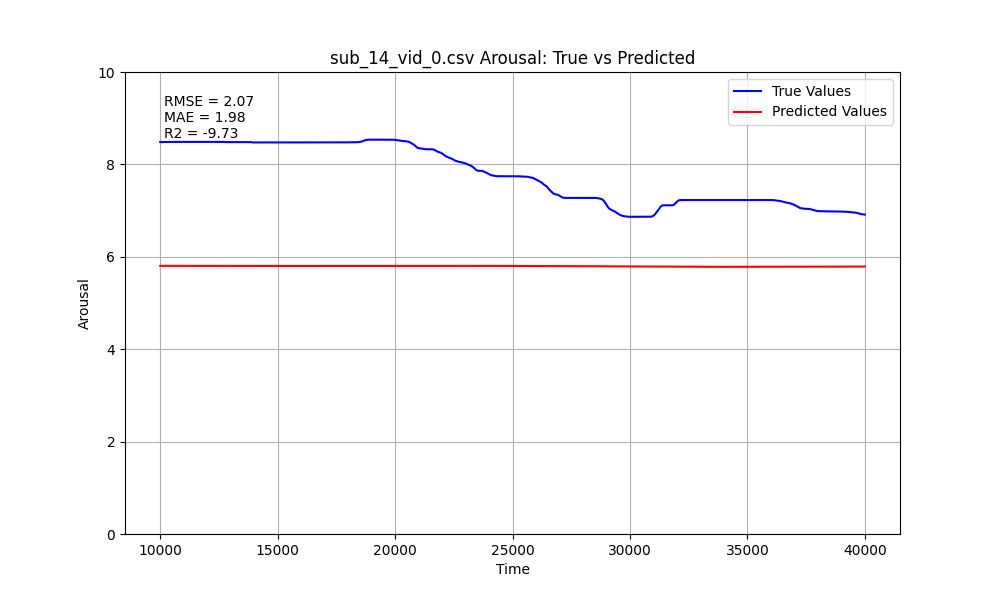 sub_14_vid_0.csv Arousal: True vs Predicted
RMSE = 2.07
MAE = 1.98
R2 = -9.73
True Values
Predicted Values
10
8
6
4
2
0
Arousal
10000 15000 20000 25000 30000 35000 40000
Time